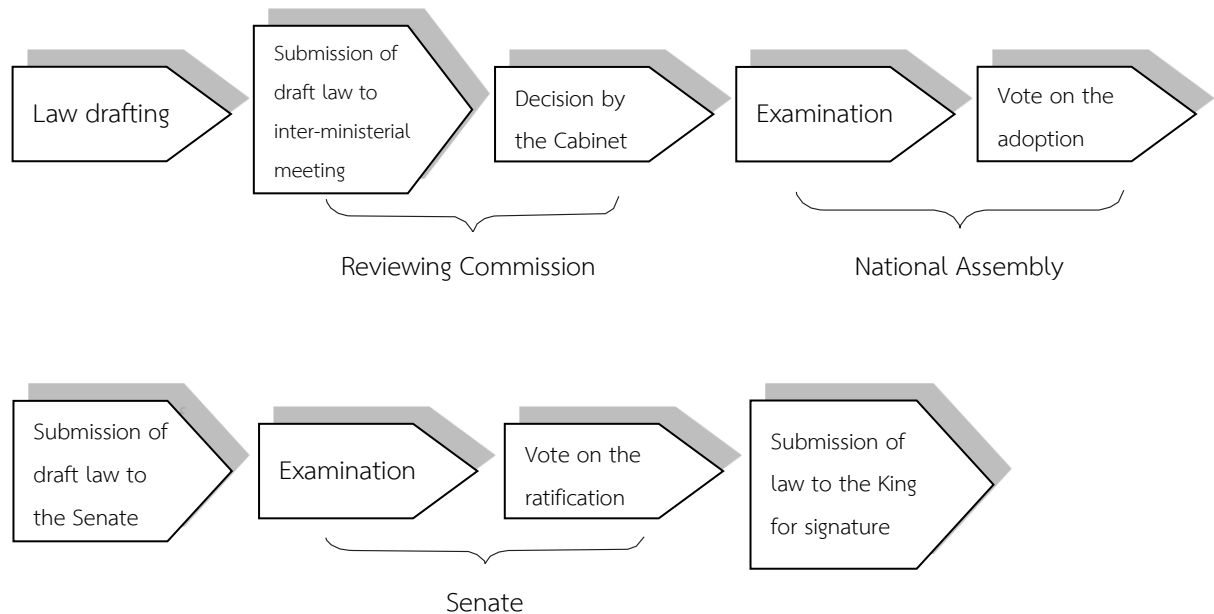 Law drafting
Submission of
draft law to
inter-ministerial
meeting
Decision by
the Cabinet
Examination
Vote on the
adoption
Reviewing Commission
National Assembly
Submission of
draft law to
the Senate
Examination
Vote on the
ratification
Submission of
law to the King
for signature
Senate